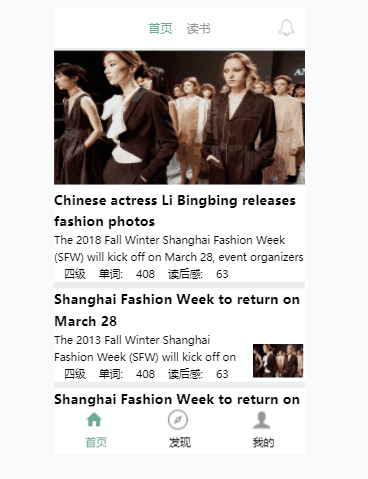 首页 读书
Chinese actress Li Bingbing releases
fashion photos
The 2018 Fall Winter Shanghai Fashion Week
(SFW) will kick off on March 28, event organizers
四级 单词: 408 读后感: 63
Shanghai Fashion Week to return on
March 28
The 2013 Fall Winter Shanghai
Fashion Week (SFW) will kick off on
四级 单词: 408 读后感: 63
Shanghai Fashion Week to return on
首页 发现 我的